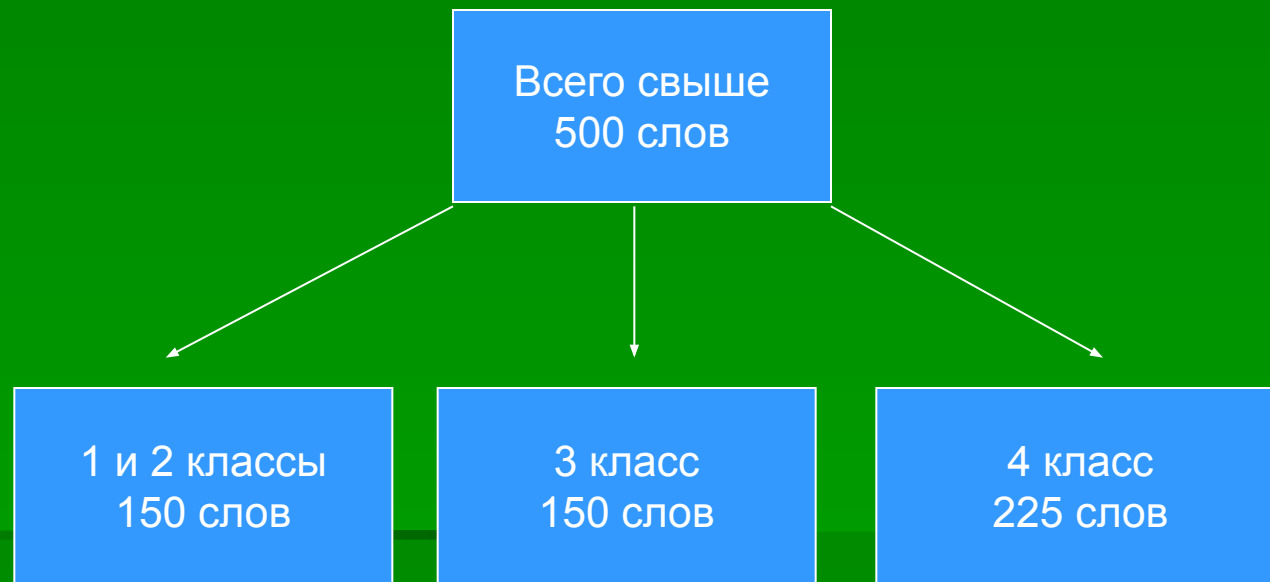 Всего свыше
500 слов
1 и 2 классы
150 слов
3 класс
150 слов
4 класс
225 слов